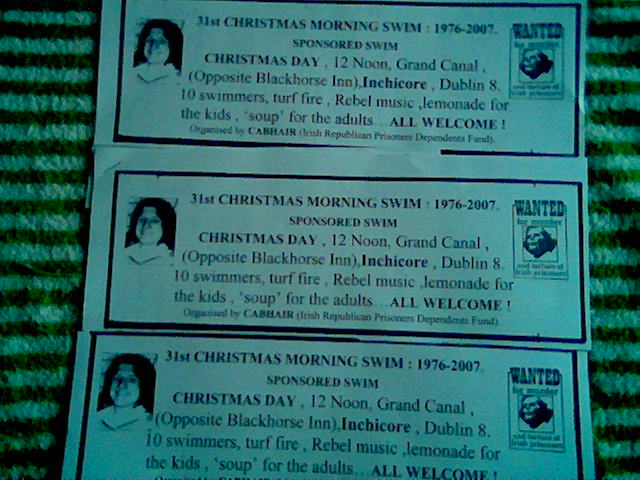 31st CHRISTMAS MORNING SWIM : 1976-2007.
SPONSORED SWIM
CHRISTMAS DAY , 12 Noon, Grand Canal ,
(Opposite Blackhorse Inn),Inchicore , Dublin 8.
10 swimmers, turf fire , Rebel music ,lemonade for
the kids , ‘soup’ for the adults... ALL WELCOME !
Organised by CABHAIR (Irish Republican Prisoners Dependents Fund).
WANTED
for murder
and torture of
Irish prisoners
31st CHRISTMAS MORNING SWIM : 1976-2007.
SPONSORED SWIM
CHRISTMAS DAY , 12 Noon, Grand Canal ,
(Opposite Blackhorse Inn),Inchicore , Dublin 8.
10 swimmers, turf fire , Rebel music ,lemonade for
the kids , ‘soup’ for the adults... ALL WELCOME !
Organised by CABHAIR (Irish Republican Prisoners Dependents Fund).
WANTED
for murder
and torture of
Irish prisoners
31st CHRISTMAS MORNING SWIM : 1976-2007.
SPONSORED SWIM
CHRISTMAS DAY , 12 Noon, Grand Canal ,
(Opposite Blackhorse Inn),Inchicore , Dublin 8.
10 swimmers, turf fire , Rebel music ,lemonade for
the kids , ‘soup’ for the adults... ALL WELCOME !
WANTED
for murder
and torture of
Irish prisoners